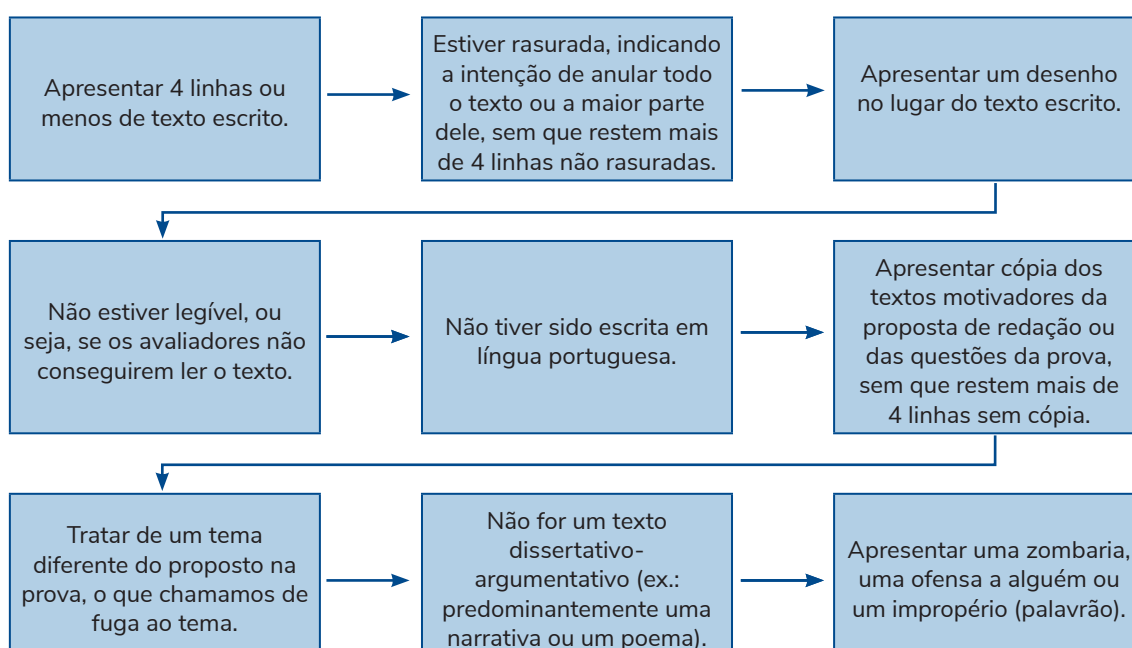 Apresentar 4 linhas ou
menos de texto escrito.
Estiver rasurada, indicando
a intenção de anular todo
o texto ou a maior parte
dele, sem que restem mais
de 4 linhas não rasuradas.
Apresentar um desenho
no lugar do texto escrito.
Não estiver legível, ou
seja, se os avaliadores não
conseguirem ler o texto.
Não tiver sido escrita em
língua portuguesa.
Apresentar cópia dos
textos motivadores da
proposta de redação ou
das questões da prova,
sem que restem mais de
4 linhas sem cópia.
Tratar de um tema
diferente do proposto na
prova, o que chamamos de
fuga ao tema.
Não for um texto
dissertativo-
argumentativo (ex.:
predominantemente uma
narrativa ou um poema).
Apresentar uma zombaria,
uma ofensa a alguém ou
um impropério (palavrão).